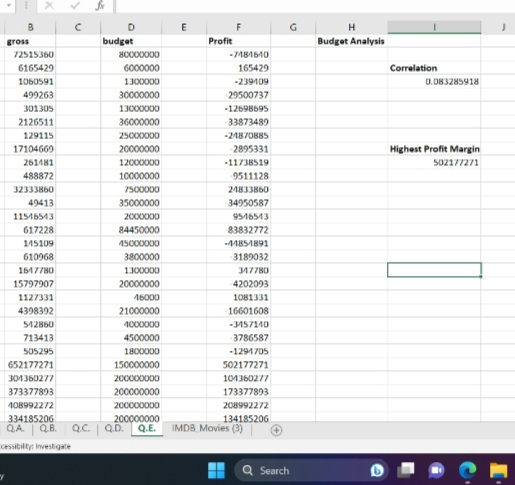 fx
B C D E F G H I J
gross budget Profit Budget Analysis
72515360 80000000 -7484640
6165429 6000000 165429 Correlation
1060591 1300000 -239409 0.083285918
499263 30000000 29500737
301305 13000000 -12698695
2126511 36000000 33873489
129115 25000000 -24870885
17104669 20000000 2895331 Highest Profit Margin
261481 12000000 -11738519 502177271
488872 10000000 9511128
32333860 7500000 24833860
49413 35000000 34950587
11546543 2000000 9546543
617228 84450000 83832772
145109 45000000 -44854891
610968 3800000 3189032
1647780 1300000 347780
15797907 20000000 4202093
1127331 46000 1081331
4398392 21000000 16601608
542860 4000000 -3457140
713413 4500000 3786587
505295 1800000 -1294705
652177271 150000000 502177271
304360277 200000000 104360277
373377893 200000000 173377893
408992272 200000000 208992272
334185206 200000000 134185206
Q.A. Q.B. Q.C. Q.D. Q.E. IMDB_Movies (3)
cessibility: Investigate
Search